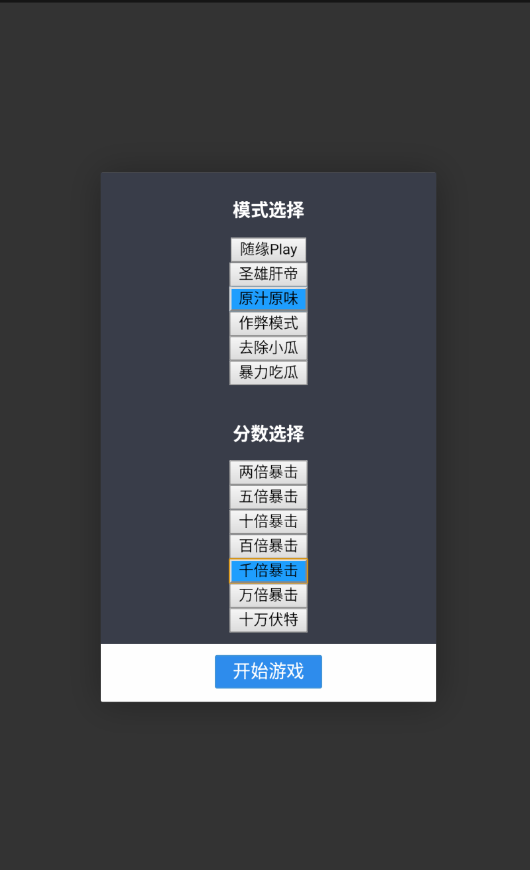 模式选择
随缘Play
圣雄肝帝
原汁原味
作弊模式
去除小瓜
暴力吃瓜
分数选择
两倍暴击
五倍暴击
十倍暴击
百倍暴击
千倍暴击
万倍暴击
十万伏特
开始游戏